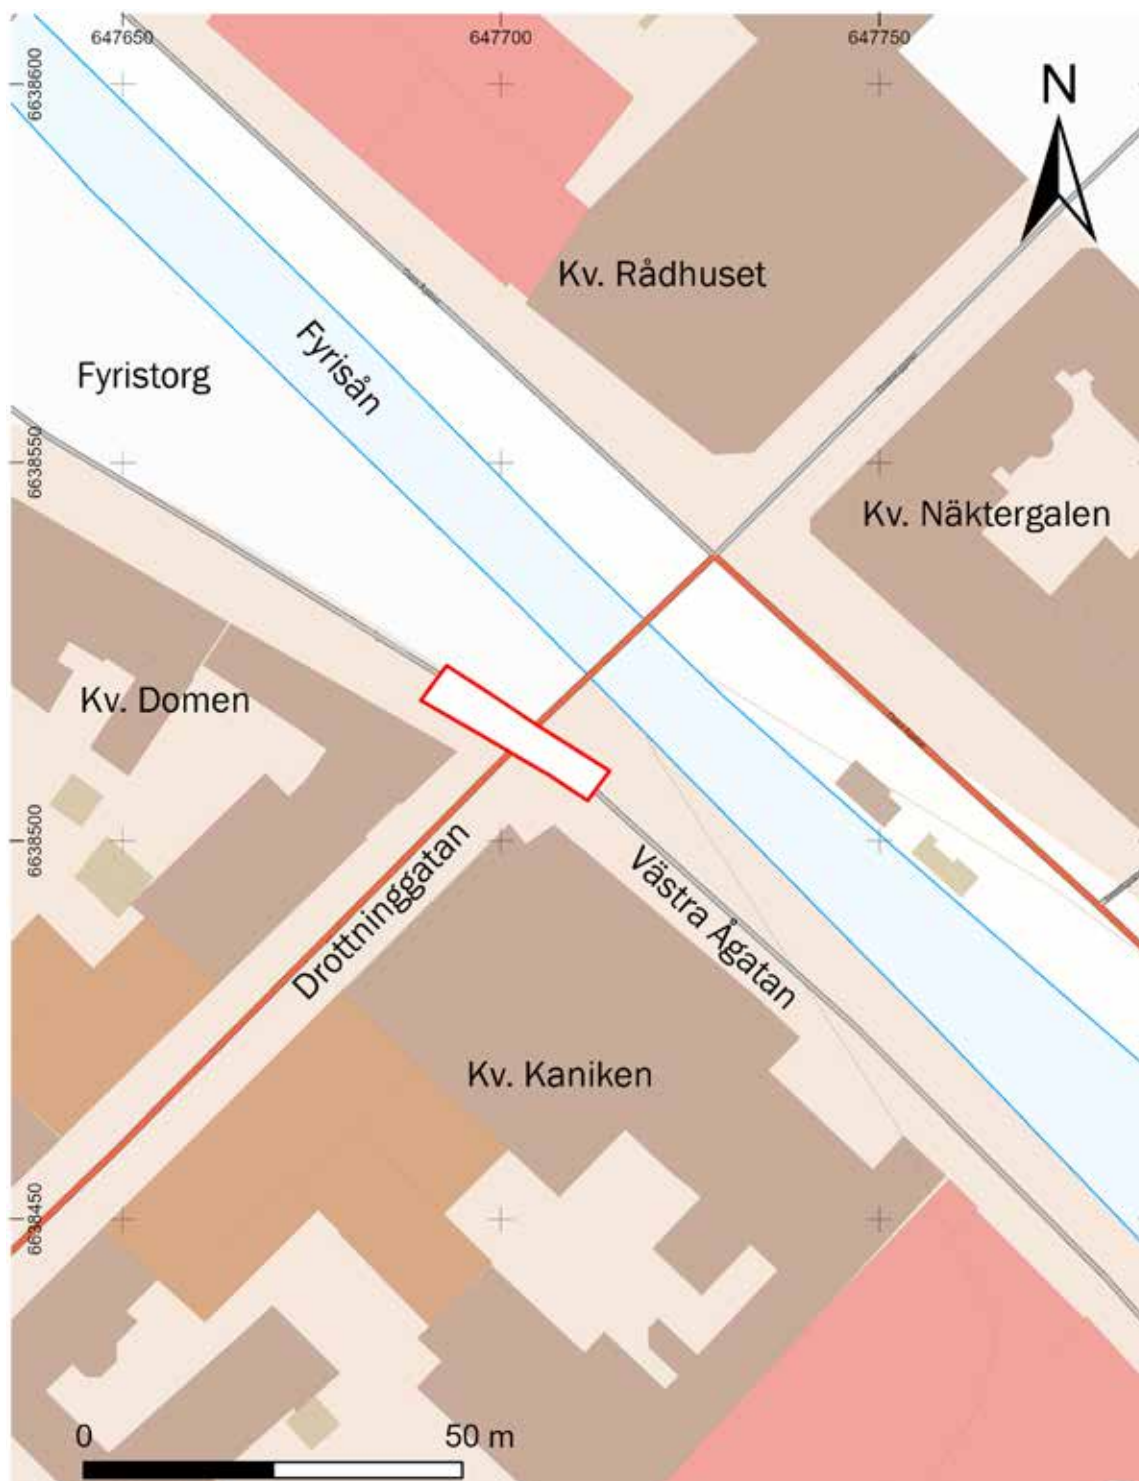 647650
647700
647750
6638600
N
Kv. Rådhuset
Fyrisån
Fyristorg
6638550
Kv. Näktergalen
Kv. Domen
6638500
Drottninggatan
Västra Ågatan
Kv. Kaniken
6638450
0
50 m